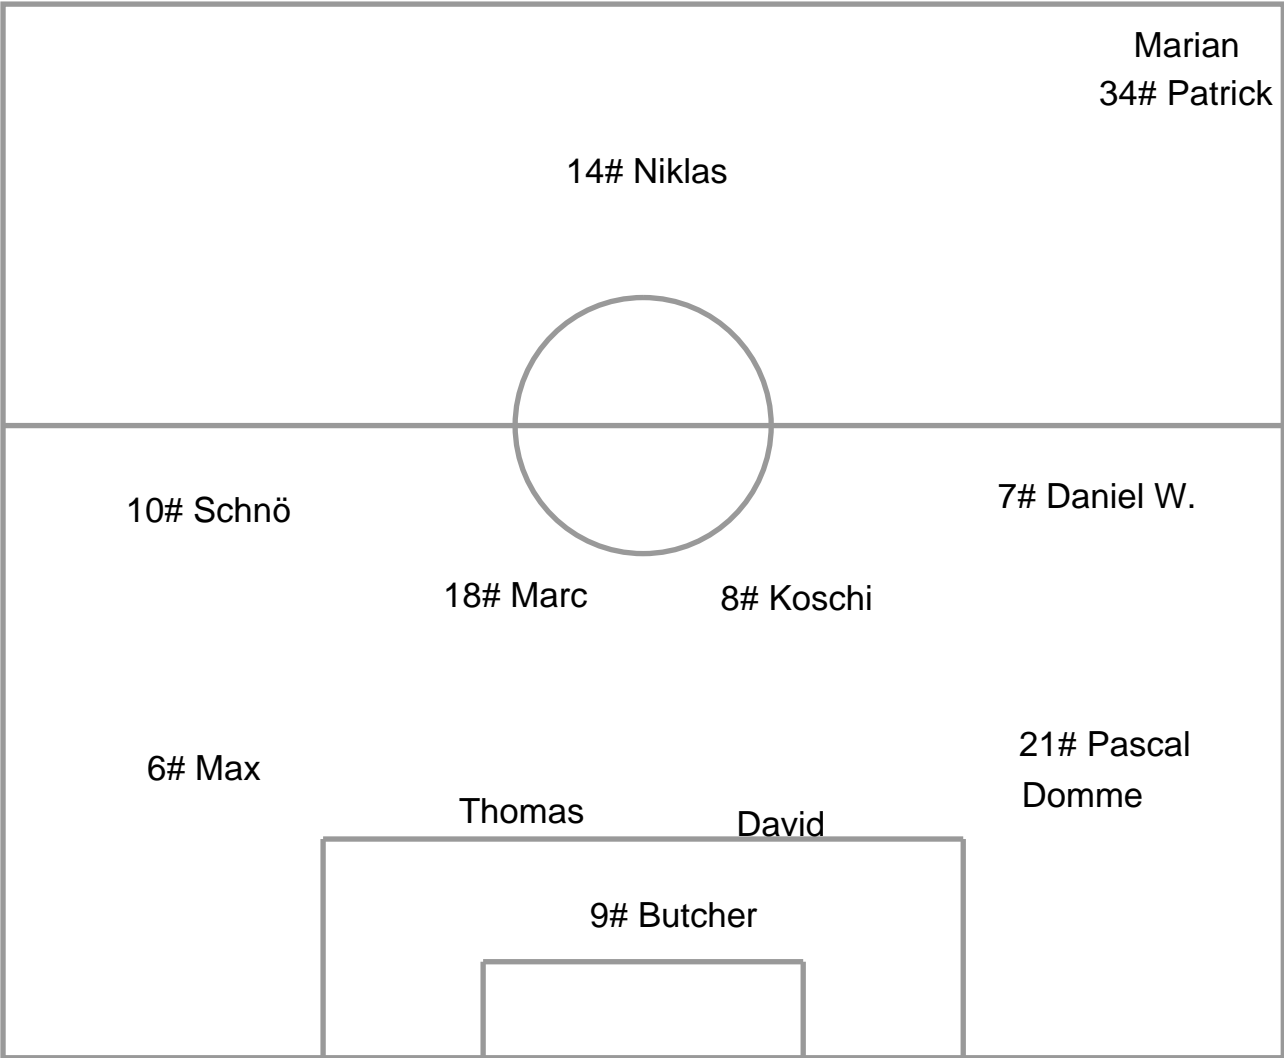 Marian
34# Patrick
14# Niklas
10# Schnö
7# Daniel W.
18# Marc
8# Koschi
6# Max
21# Pascal
Domme
Thomas
David
9# Butcher